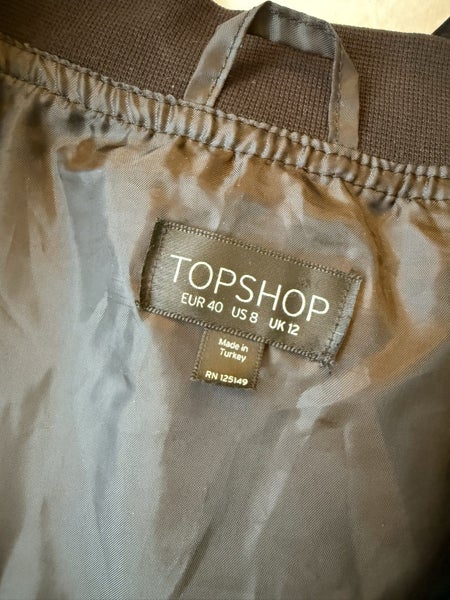 TOPSHOP
EUR 40 US 8 UK 12
Made in
Turkey
RN 125149